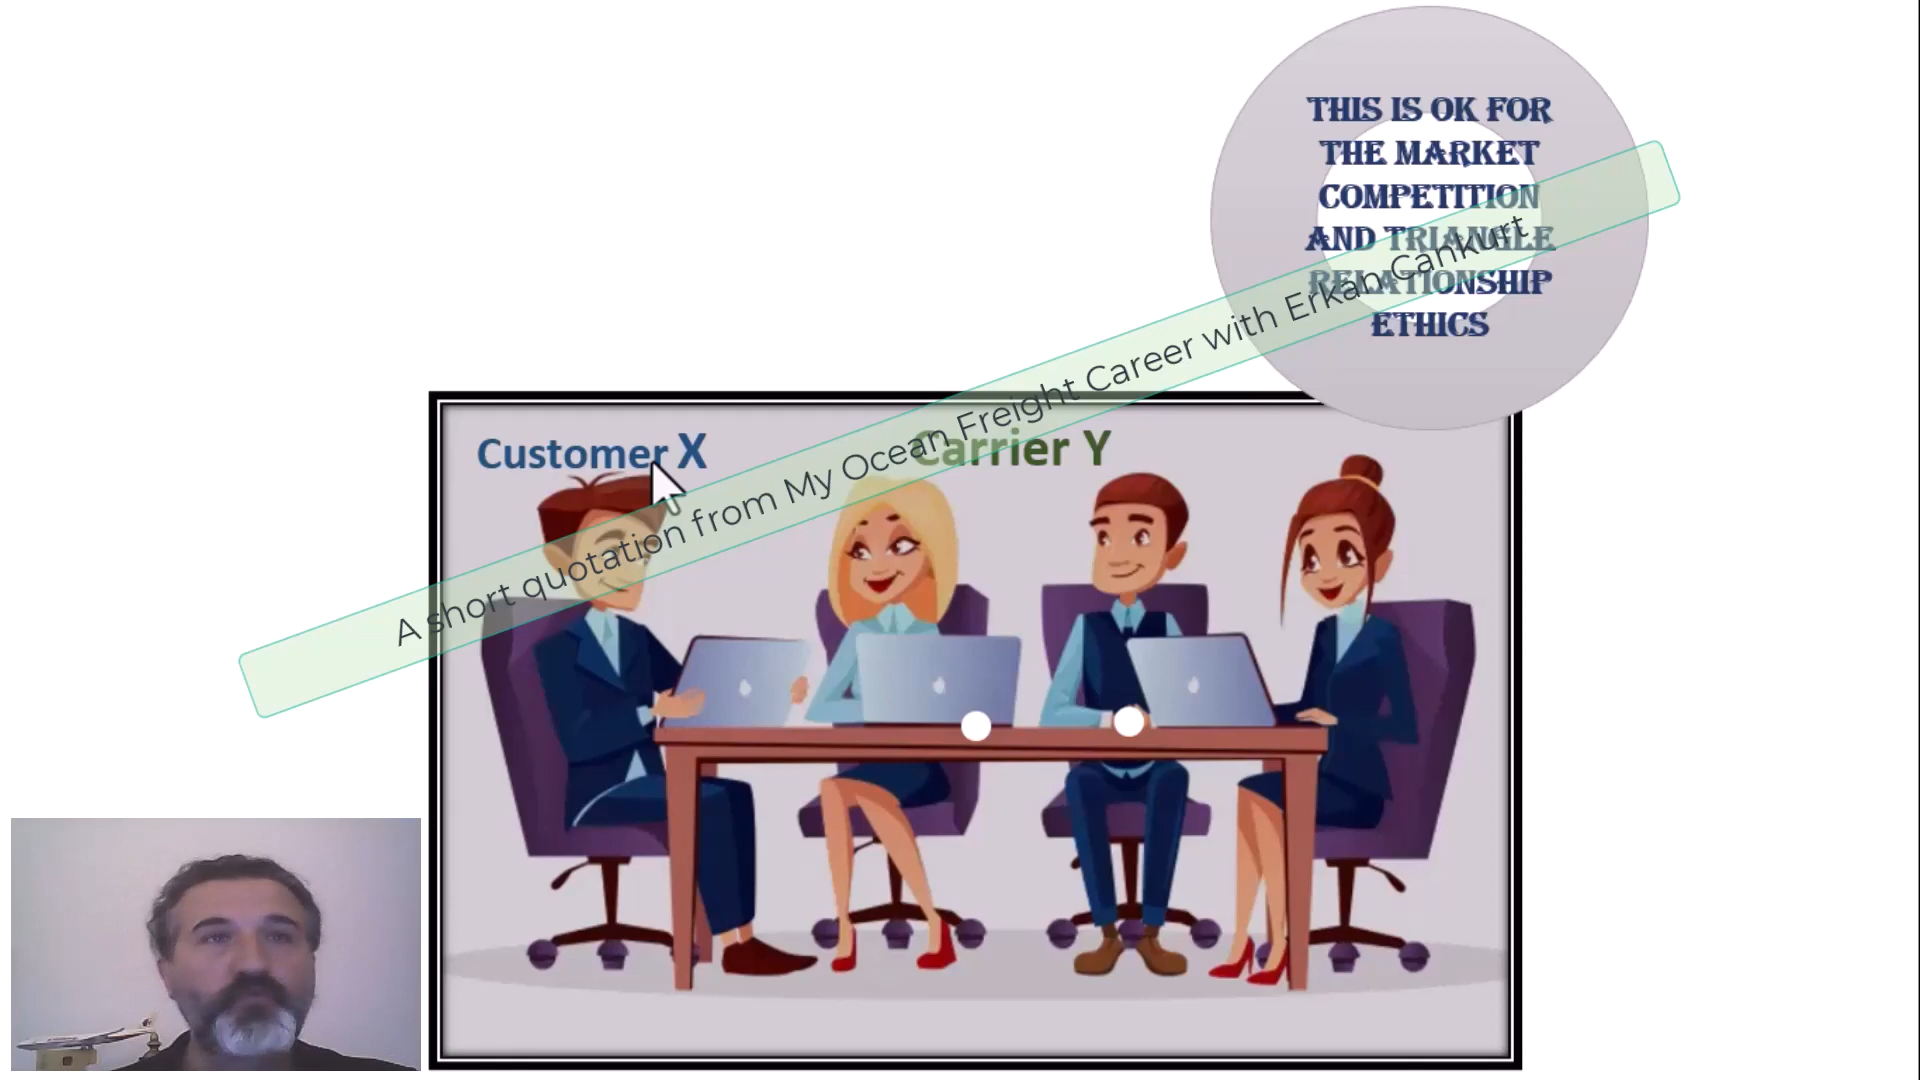 THIS IS OK FOR
THE MARKET
COMPETITION
AND TRIANGLE
RELATIONSHIP
ETHICS
A short quotation from My Ocean Freight Career with Erkan Cankurt
Customer X
Carrier Y